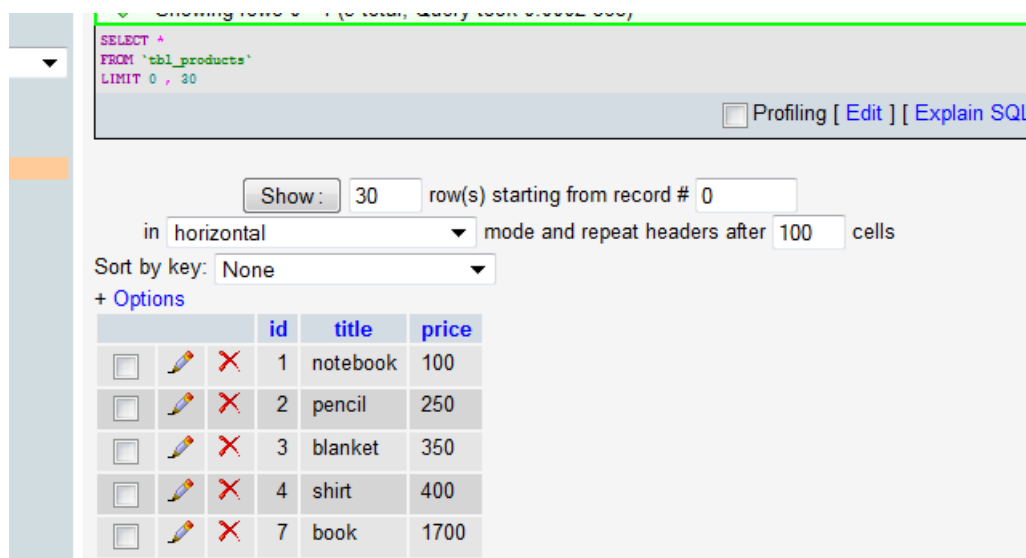 SELECT *
FROM `tbl_products`
LIMIT 0 , 30
Profiling [ Edit ] [ Explain SQL
Show : 30 row(s) starting from record # 0
in horizontal mode and repeat headers after 100 cells
Sort by key: None
+ Options
id title price
1 notebook 100
2 pencil 250
3 blanket 350
4 shirt 400
7 book 1700